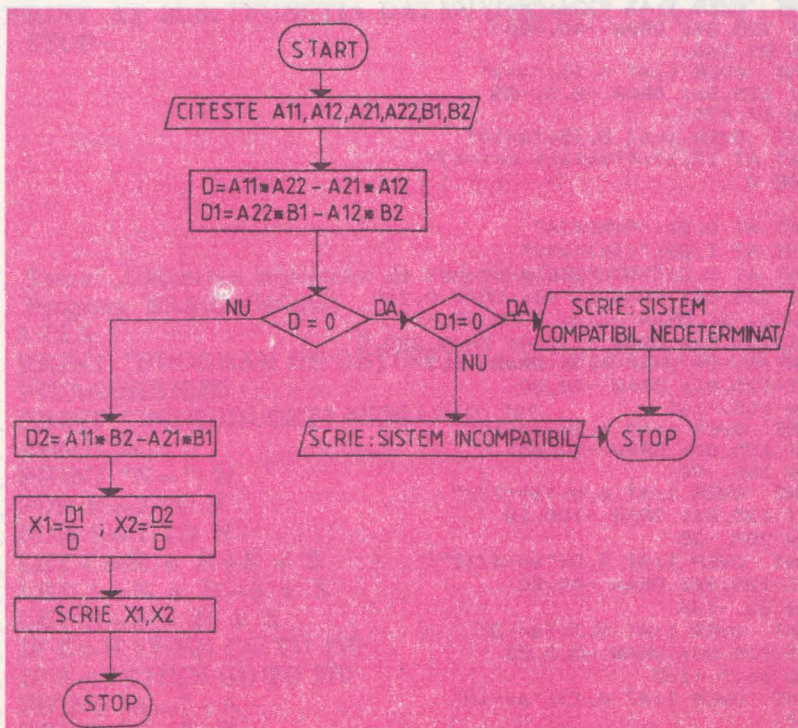 START
CITESTE A11,A12,A21,A22,B1,B2
D=A11*A22-A21*A12
D1=A22*B1-A12*B2
NU
D=0
DA
D1=0
DA
SCRIE:SISTEM
COMPATIBIL NEDETERMINAT
NU
D2=A11*B2-A21*B1
SCRIE:SISTEM INCOMPATIBIL
STOP
X1=D1/D ; X2=D2/D
SCRIE X1,X2
STOP